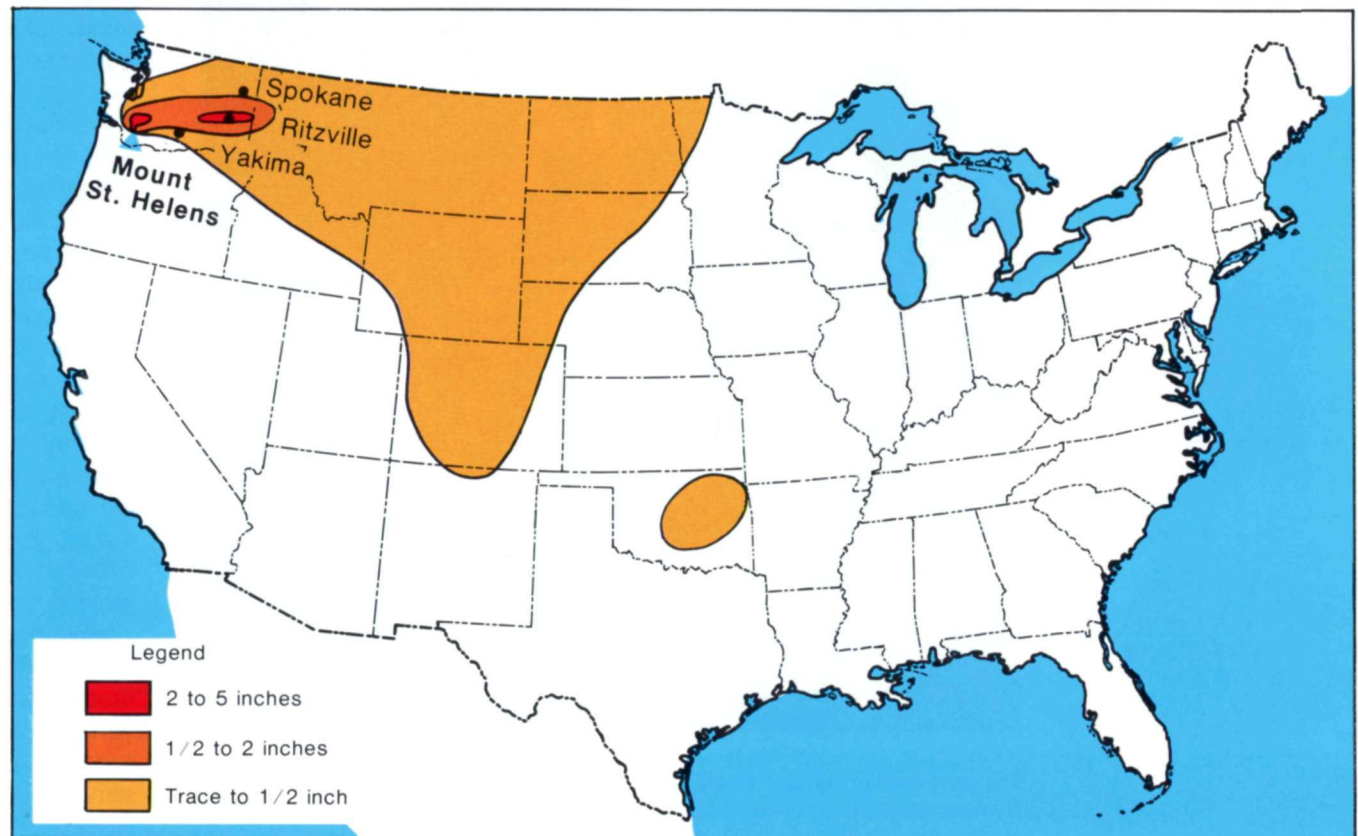 Spokane
Ritzville
Yakima
Mount
St. Helens
Legend
2 to 5 inches
1/2 to 2 inches
Trace to 1/2 inch